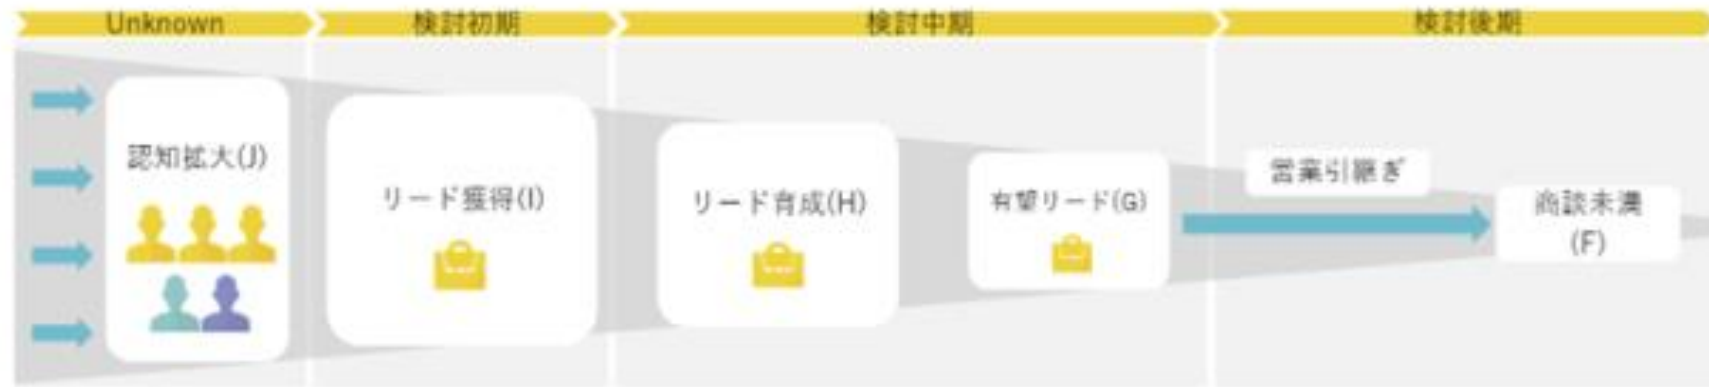 Unknown
検討初期
検討中期
検討後期
認知拡大(J)
リード獲得(I)
リード育成(H)
有望リード(G)
営業引継ぎ
商談未満
(F)